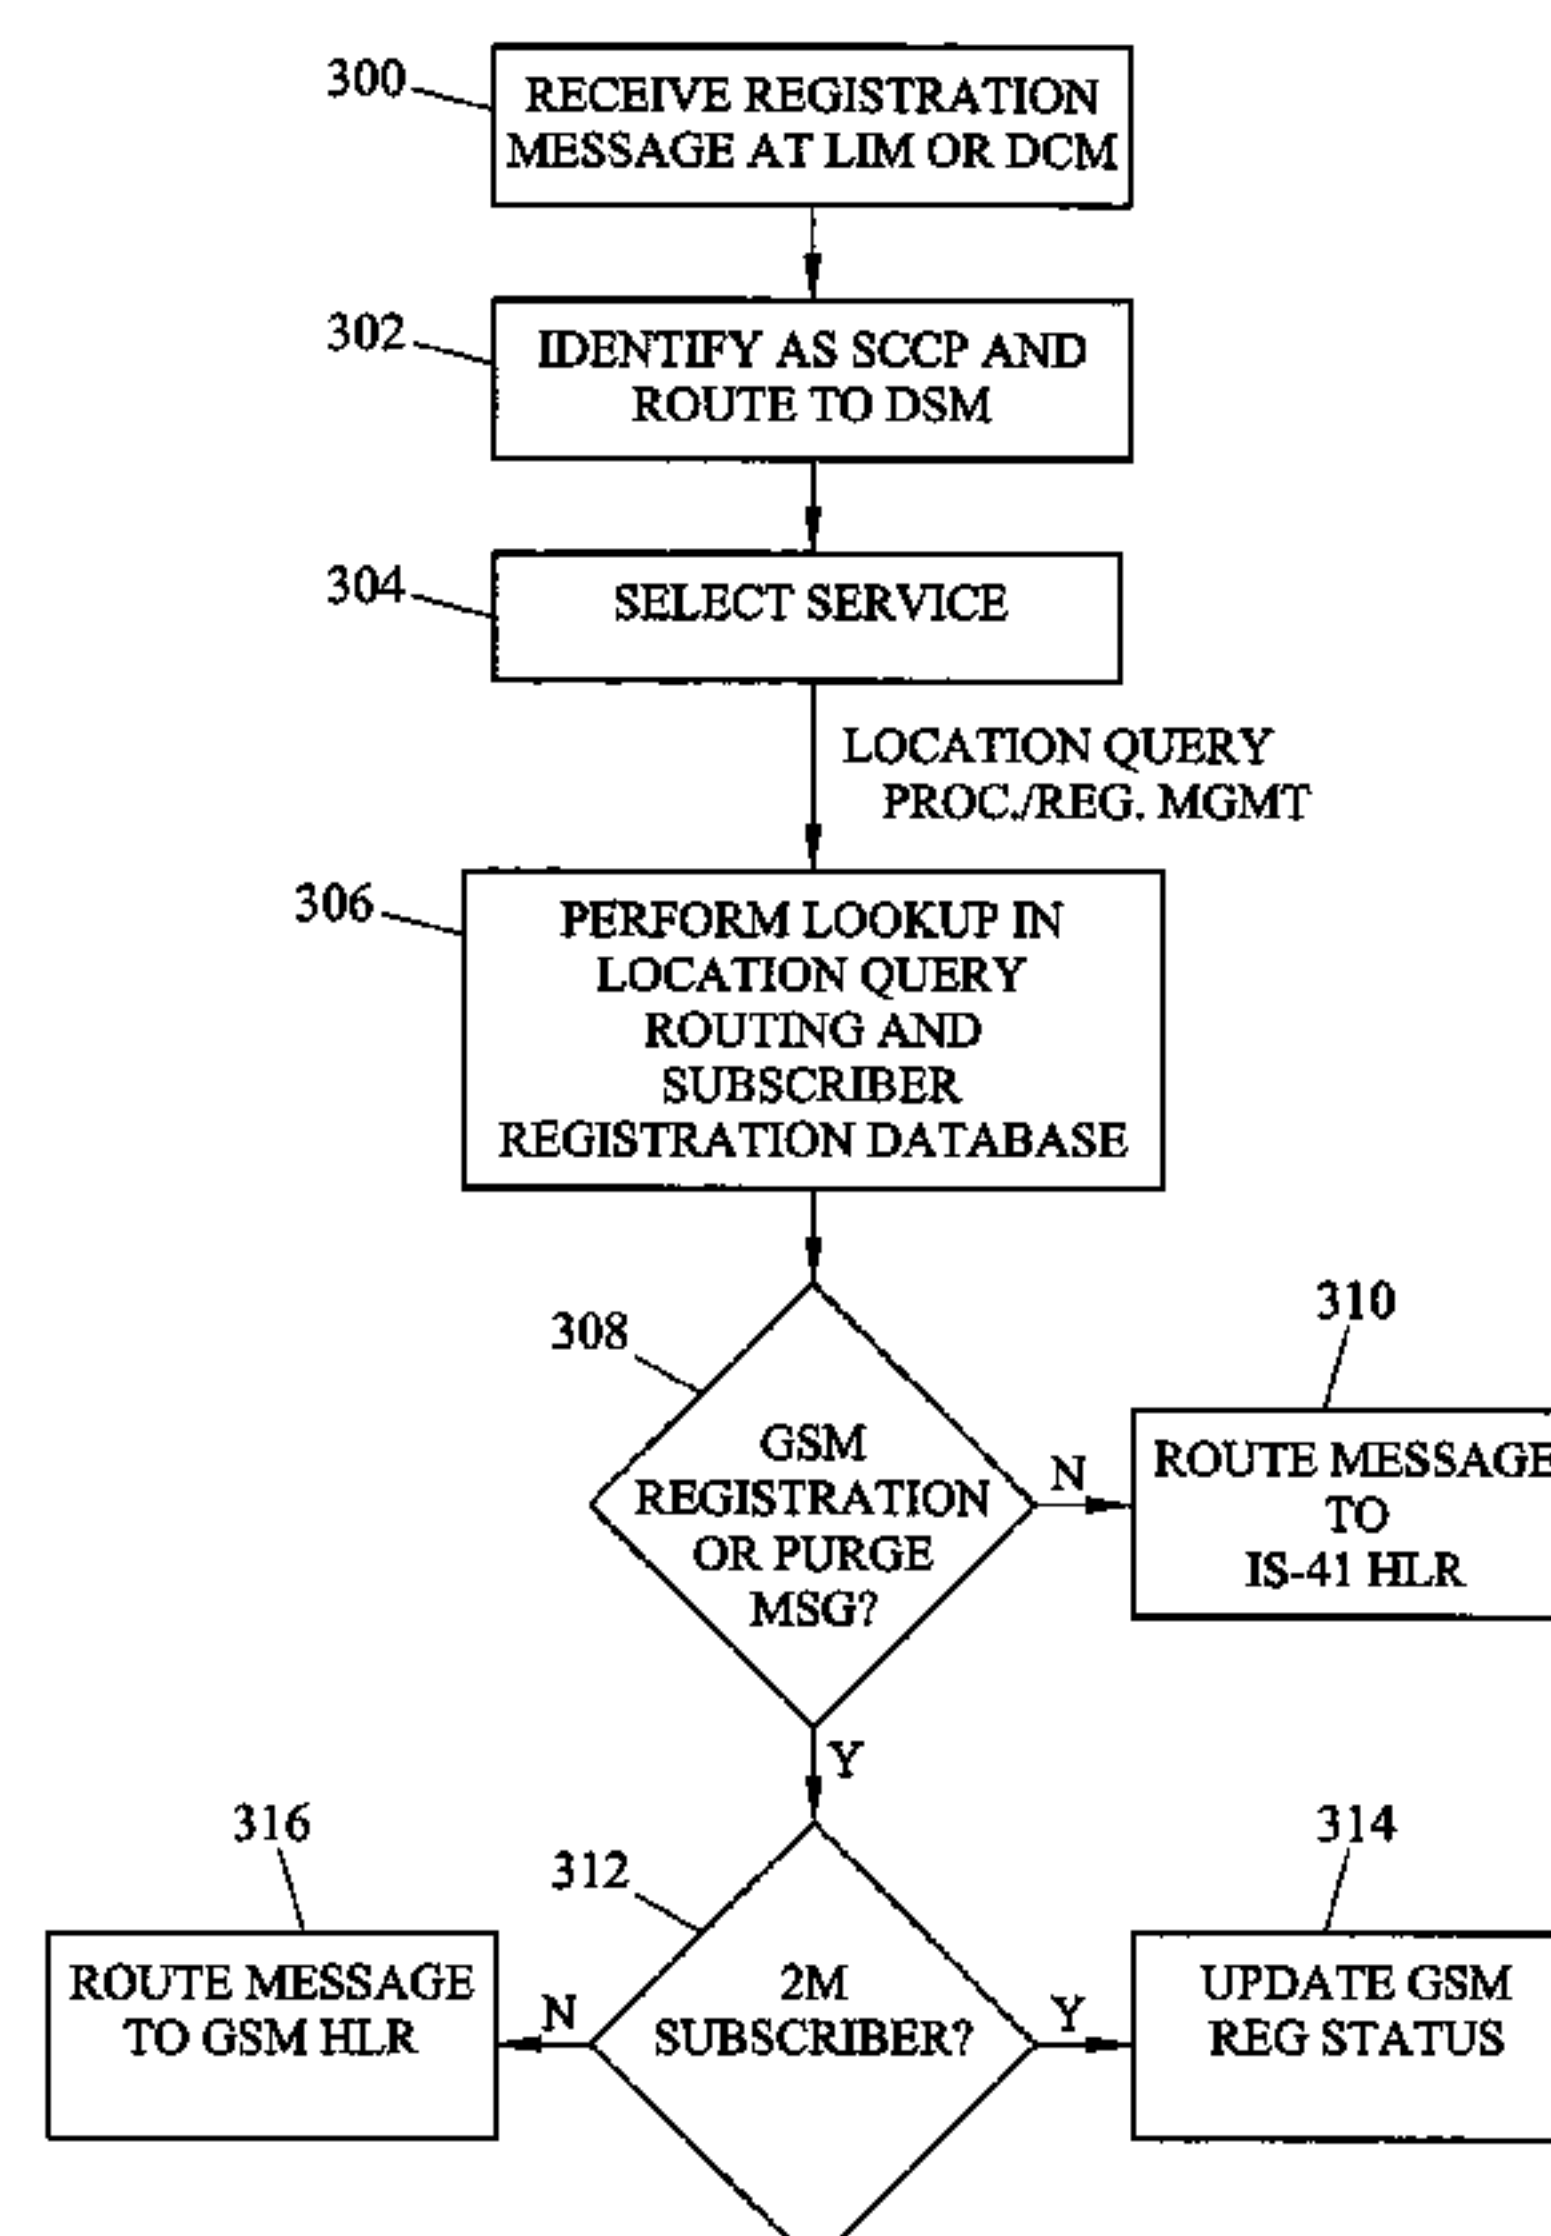 300
RECEIVE REGISTRATION
MESSAGE AT LIM OR DCM
302
IDENTIFY AS SCCP AND
ROUTE TO DSM
304
SELECT SERVICE
LOCATION QUERY
PROC./REG. MGMT
306
PERFORM LOOKUP IN
LOCATION QUERY
ROUTING AND
SUBSCRIBER
REGISTRATION DATABASE
308
GSM
REGISTRATION
OR PURGE
MSG?
N
310
ROUTE MESSAGE
TO
IS-41 HLR
Y
312
2M
SUBSCRIBER?
N
316
ROUTE MESSAGE
TO GSM HLR
Y
314
UPDATE GSM
REG STATUS